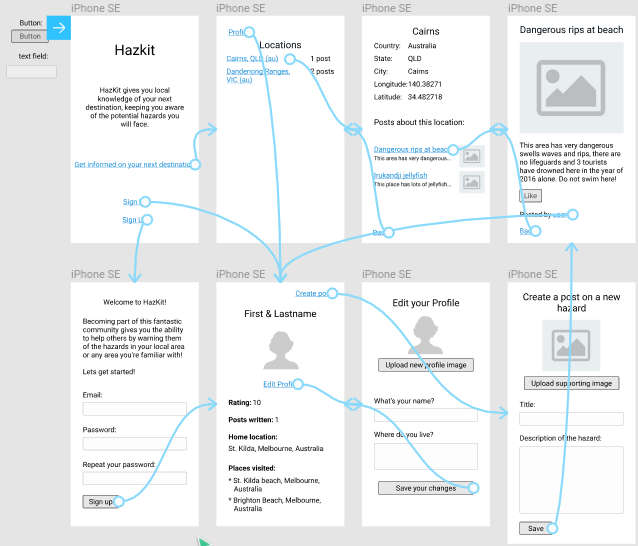 iPhone SE
iPhone SE
iPhone SE
iPhone SE
Button:
Button
text field:
Hazkit
HazKit gives you local
knowledge of your next
destination, keeping you aware
of the potential hazards you
will face.
Get informed on your next destinatio
Sign
Sign
Profil
Locations
Cairns, QLD (au)
1 post
Dandenong Ranges,
VIC (au)
2 posts
Cairns
Country: Australia
State: QLD
City: Cairns
Longitude: 140.38271
Latitude: 34.482718
Posts about this location:
Dangerous rips at beac
This area has very dangerous...
Irukandji jellyfish
This place has lots of jellyfish...
Dangerous rips at beach
This area has very dangerous
swells waves and rips, there are
no lifeguards and 3 tourists
have drowned here in the year of
2016 alone. Do not swim here!
Like
Posted by user
iPhone SE
iPhone SE
iPhone SE
iPhone SE
Welcome to HazKit!
Becoming part of this fantastic
community gives you the ability
to help others by warning them
of the hazards in your local area
or any area you're familiar with!
Lets get started!
Email:
Password:
Repeat your password:
Sign up
Create po
First & Lastname
Edit Profi
Rating: 10
Posts written: 1
Home location:
St. Kilda, Melbourne, Australia
Places visited:
* St. Kilda beach, Melbourne,
Australia
* Brighton Beach, Melbourne,
Australia
Edit your Profile
Upload new profile image
What's your name?
Where do you live?
Save your changes
Create a post on a new
hazard
Upload supporting image
Title:
Description of the hazard:
Save